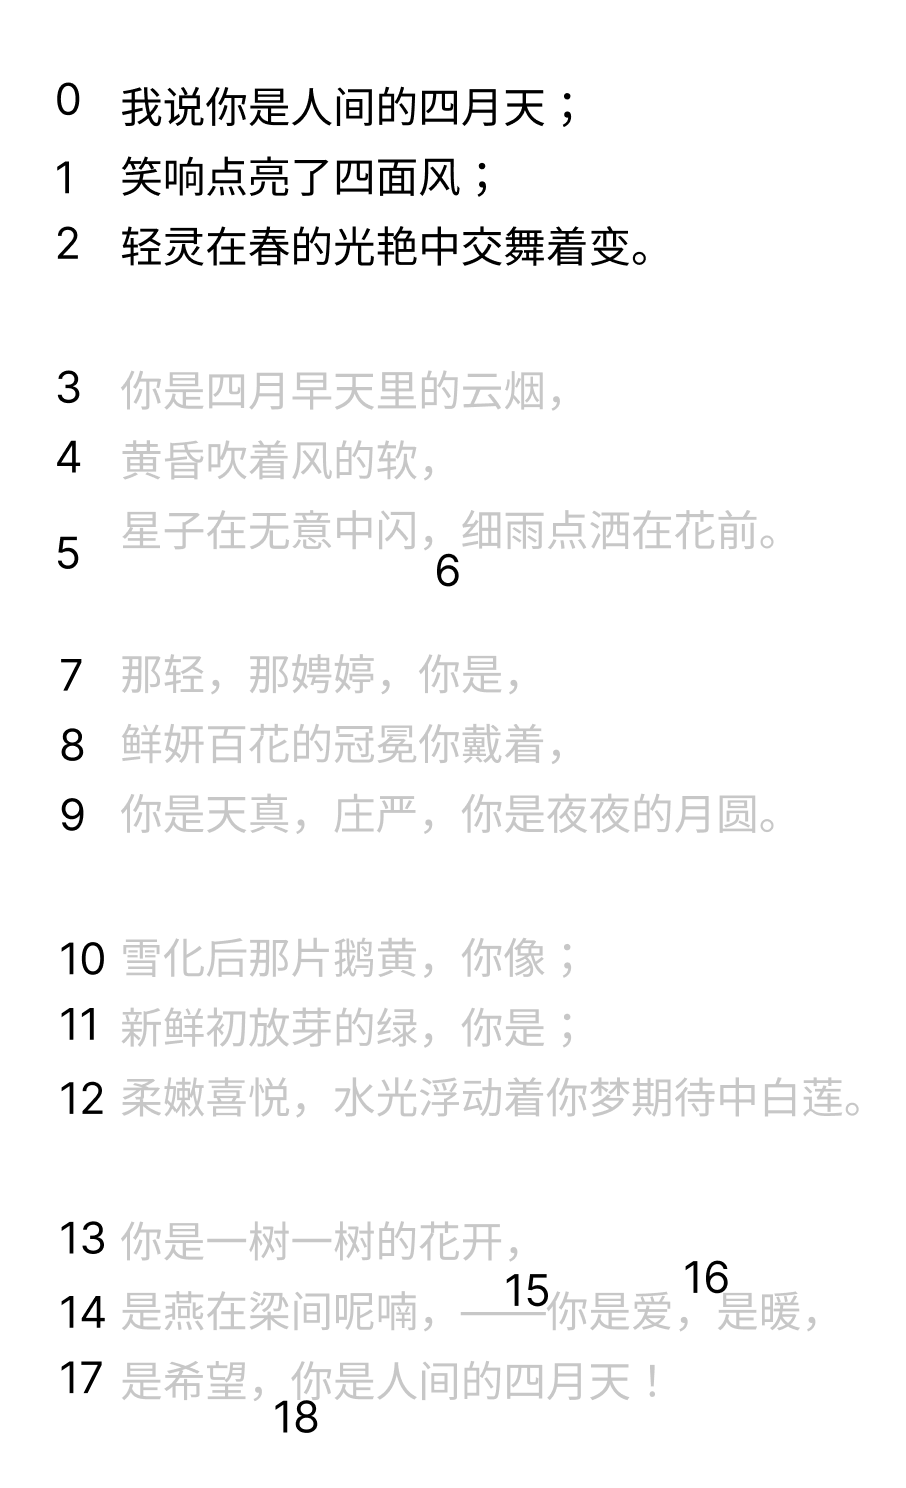 0 我说你是人间的四月天；
1 笑响点亮了四面风；
2 轻灵在春的光艳中交舞着变。
3 你是四月早天里的云烟，
4 黄昏吹着风的软，
5 星子在无意中闪，细雨点洒在花前。
6
7 那轻，那娉婷，你是，
8 鲜妍百花的冠冕你戴着，
9 你是天真，庄严，你是夜夜的月圆。
10 雪化后那片鹅黄，你像；
11 新鲜初放芽的绿，你是；
12 柔嫩喜悦，水光浮动着你梦期待中白莲。
13 你是一树一树的花开，
15 16
14 是燕在梁间呢喃，——你是爱，是暖，
17 是希望，你是人间的四月天！
18